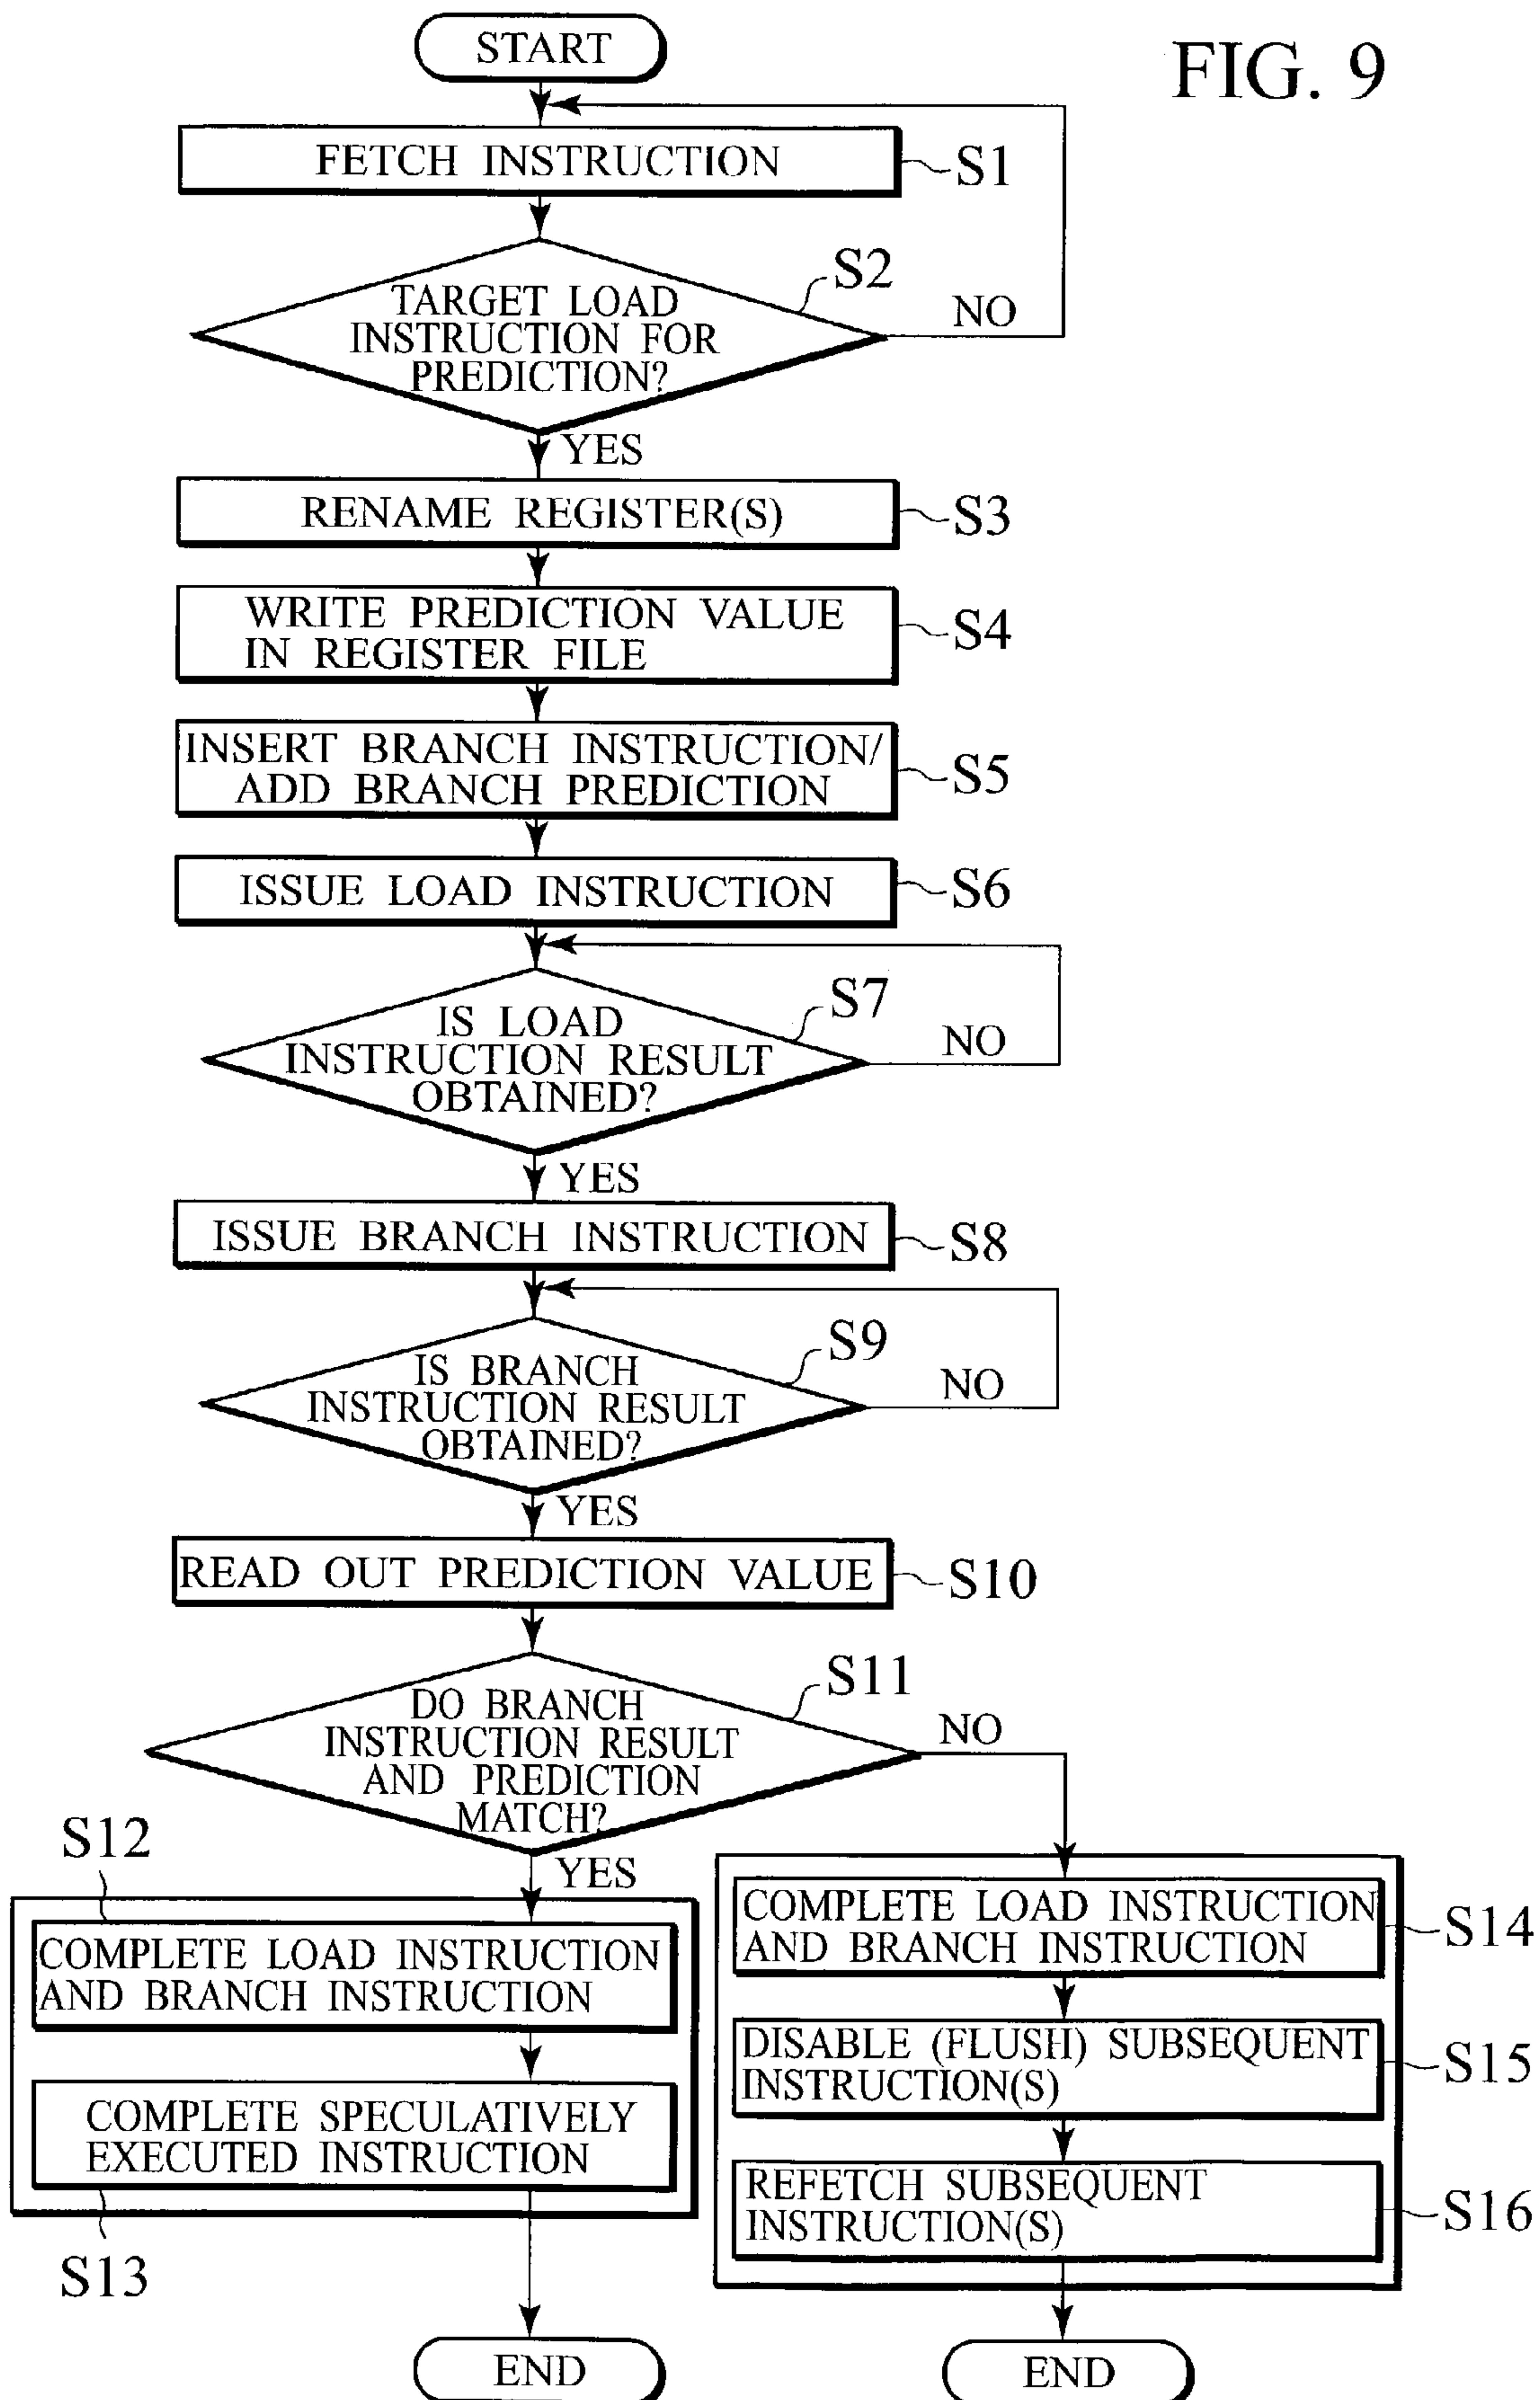 FIG. 9
START
FETCH INSTRUCTION
S1
S2
TARGET LOAD
INSTRUCTION FOR
PREDICTION?
NO
YES
RENAME REGISTER(S)
S3
WRITE PREDICTION VALUE
IN REGISTER FILE
S4
INSERT BRANCH INSTRUCTION/
ADD BRANCH PREDICTION
S5
ISSUE LOAD INSTRUCTION
S6
S7
IS LOAD
INSTRUCTION RESULT
OBTAINED?
NO
YES
ISSUE BRANCH INSTRUCTION
S8
S9
IS BRANCH
INSTRUCTION RESULT
OBTAINED?
NO
YES
READ OUT PREDICTION VALUE
S10
S11
DO BRANCH
INSTRUCTION RESULT
AND PREDICTION
MATCH?
NO
YES
S12
COMPLETE LOAD INSTRUCTION
AND BRANCH INSTRUCTION
COMPLETE SPECULATIVELY
EXECUTED INSTRUCTION
S13
END
COMPLETE LOAD INSTRUCTION
AND BRANCH INSTRUCTION
S14
DISABLE (FLUSH) SUBSEQUENT
INSTRUCTION(S)
S15
REFETCH SUBSEQUENT
INSTRUCTION(S)
S16
END